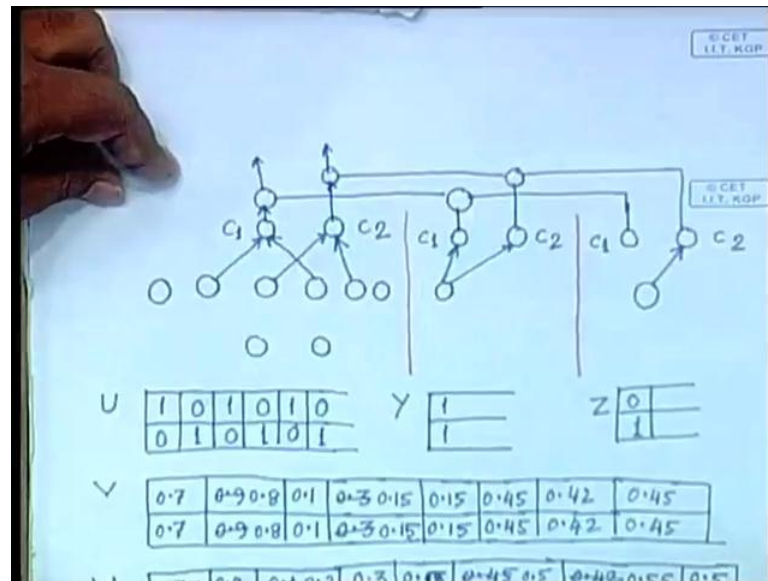 © CET
I.I.T. KGP
© CET
I.I.T. KGP
C1 C2 C1 C2 C1 C2
U 1 0 1 0 1 0 Y 1 Z 0
0 1 0 1 0 1 1 1
V 0.7 0.9 0.8 0.1 0.3 0.15 0.15 0.45 0.42 0.45
0.7 0.9 0.8 0.1 0.3 0.15 0.15 0.45 0.42 0.45